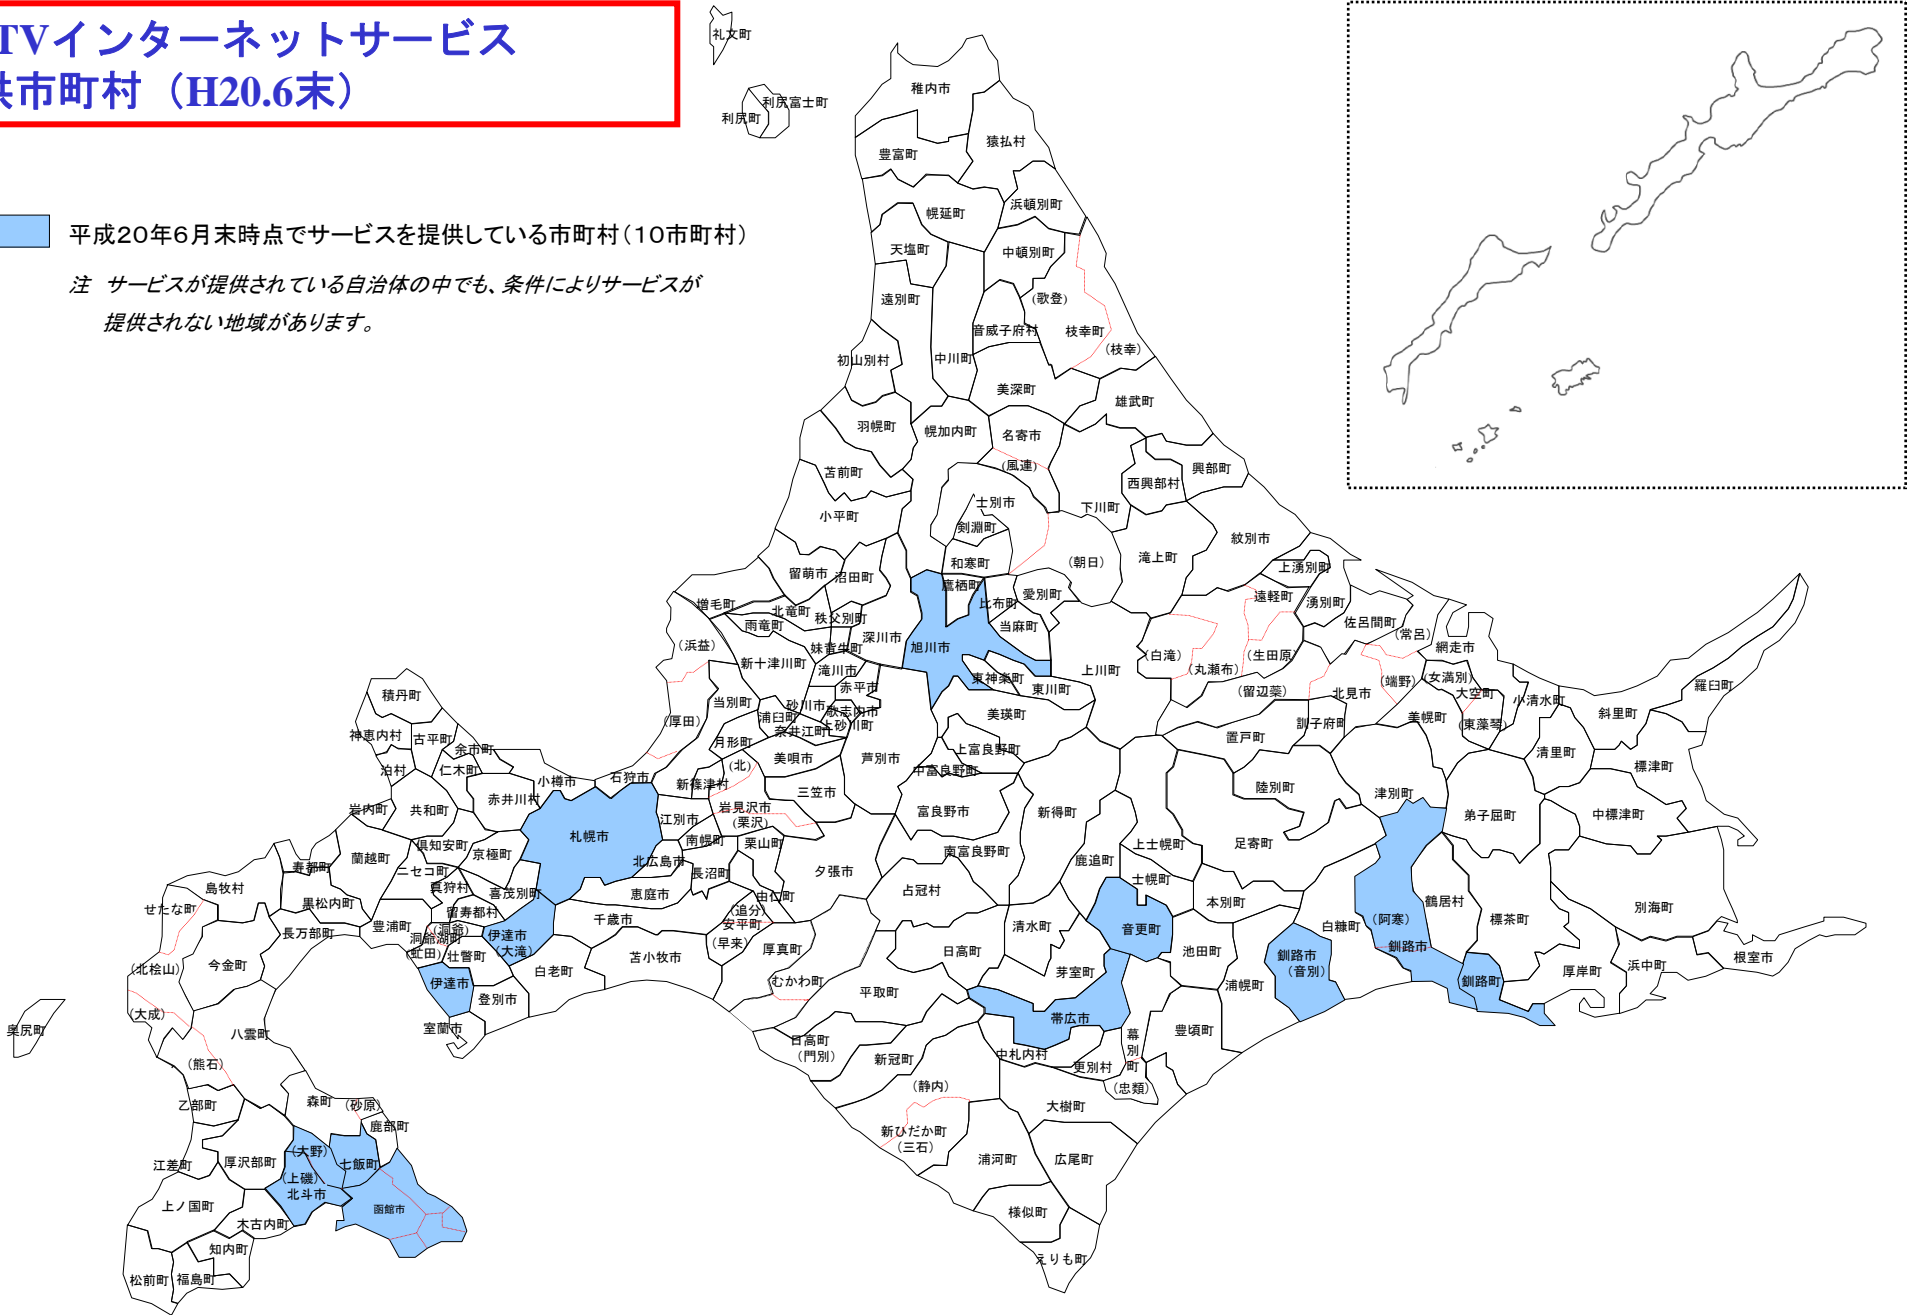 TVインターネットサービス
供市町村（H20.6末）
平成20年6月末時点でサービスを提供している市町村（10市町村）
注 サービスが提供されている自治体の中でも、条件によりサービスが
提供されない地域があります。
礼文町
利尻富士町
利尻町
稚内市
猿払村
豊富町
浜頓別町
幌延町
中頓別町
天塩町
(歌登)
遠別町
音威子府村
枝幸町
(枝幸)
初山別村
中川町
美深町
雄武町
羽幌町
幌加内町
名寄市
(風連)
興部町
苫前町
西興部村
士別市
下川町
小平町
剣淵町
紋別市
和寒町
(朝日)
滝上町
上湧別町
留萌市
沼田町
鷹栖町
愛別町
遠軽町
湧別町
増毛町
北竜町
秩父別町
比布町
佐呂間町
雨竜町
当麻町
(常呂)
(浜益)
妹背牛町
深川市
旭川市
網走市
新十津川町
滝川市
上川町
(白滝)
(丸瀬布)
(生田原)
東神楽町
東川町
赤平市
(留辺蘂)
北見市
(端野)
(女満別)
大空町
小清水町
羅臼町
積丹町
当別町
砂川市
歌志内市
浦臼町
上砂川町
奈井江町
(厚田)
美瑛町
訓子府町
美幌町
(東藻琴)
斜里町
神恵内村
古平町
余市町
月形町
置戸町
上富良野町
清里町
泊村
仁木町
小樽市
石狩市
(北)
美唄市
芦別市
中富良野町
標津町
新篠津村
赤井川村
三笠市
陸別町
津別町
岩内町
共和町
岩見沢市
(栗沢)
江別市
富良野市
新得町
弟子屈町
中標津町
札幌市
倶知安町
京極町
南幌町
栗山町
南富良野町
上士幌町
足寄町
蘭越町
ニセコ町
北広島市
長沼町
夕張市
鹿追町
寿都町
真狩村
喜茂別町
恵庭市
由仁町
占冠村
士幌町
島牧村
黒松内町
留寿都村
(追分)
本別町
鶴居村
せたな町
豊浦町
(洞爺)
千歳市
安平町
清水町
音更町
白糠町
(阿寒)
標茶町
別海町
長万部町
洞爺湖町
伊達市
(大滝)
(早来)
(虻田)
壮瞥町
苫小牧市
厚真町
日高町
池田町
釧路市
釧路市
(音別)
今金町
白老町
芽室町
厚岸町
浜中町
根室市
(北桧山)
伊達市
むかわ町
平取町
浦幌町
釧路町
登別市
(大成)
奥尻町
室蘭市
八雲町
帯広市
豊頃町
日高町
(門別)
新冠町
中札内村
幕別町
更別村
(熊石)
(静内)
(忠類)
乙部町
森町
(砂原)
大樹町
鹿部町
新ひだか町
(三石)
江差町
厚沢部町
(大野)
七飯町
浦河町
広尾町
(上磯)
北斗市
上ノ国町
函館市
木古内町
様似町
知内町
えりも町
松前町
福島町